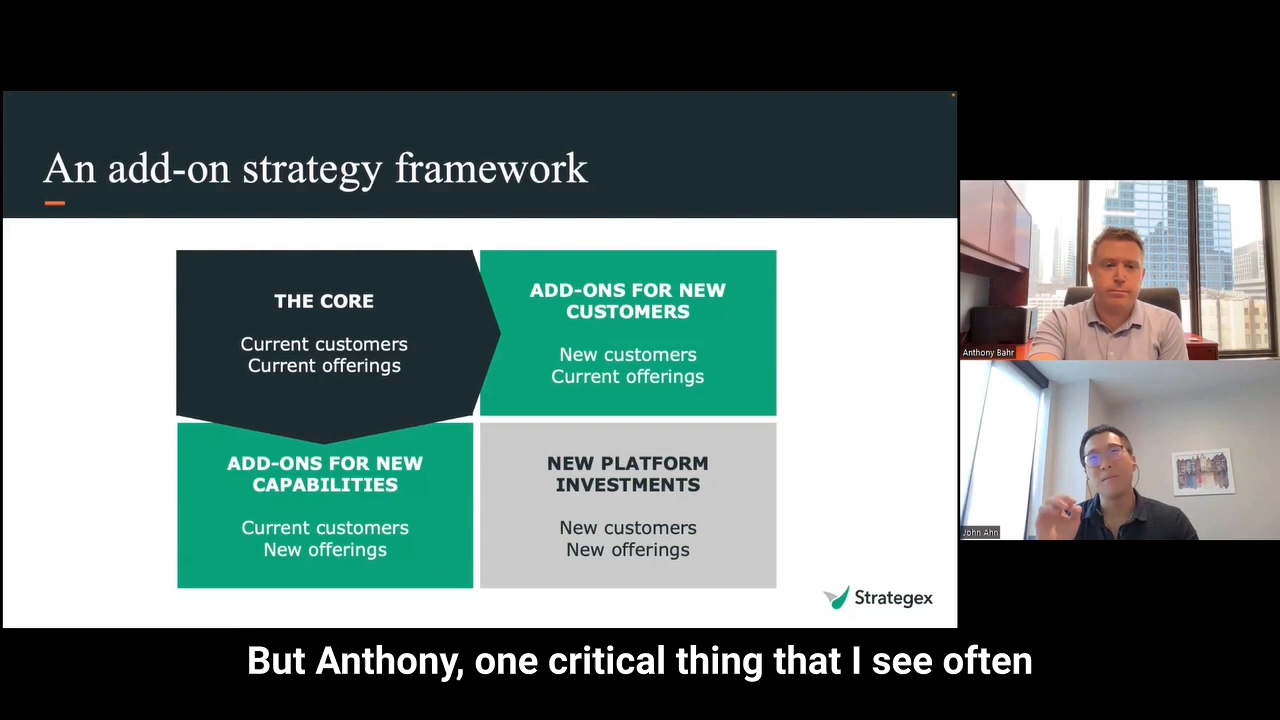 An add-on strategy framework
THE CORE
Current customers
Current offerings
ADD-ONS FOR NEW
CUSTOMERS
New customers
Current offerings
ADD-ONS FOR NEW
CAPABILITIES
Current customers
New offerings
NEW PLATFORM
INVESTMENTS
New customers
New offerings
Strategex
Anthony Bahr
John Ahn
But Anthony, one critical thing that I see often